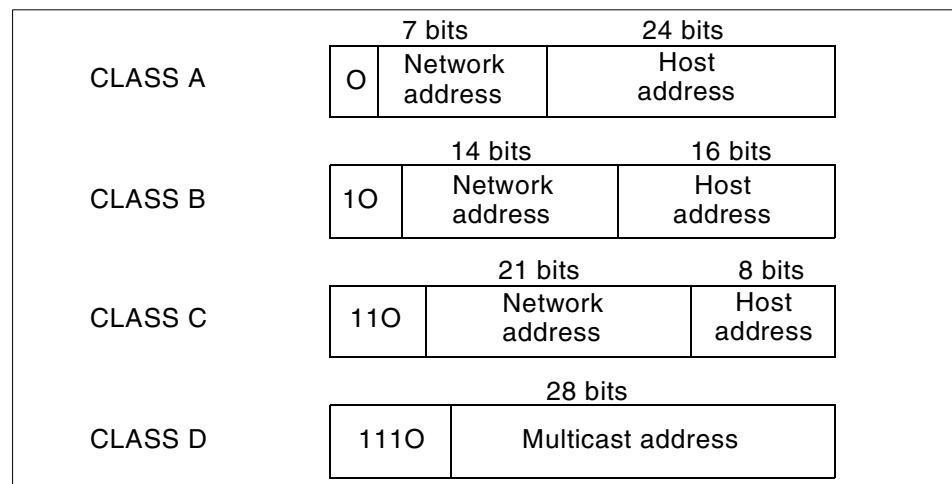 7 bits 24 bits
CLASS A O Network address Host address
14 bits 16 bits
CLASS B 1O Network address Host address
21 bits 8 bits
CLASS C 11O Network address Host address
28 bits
CLASS D 111O Multicast address